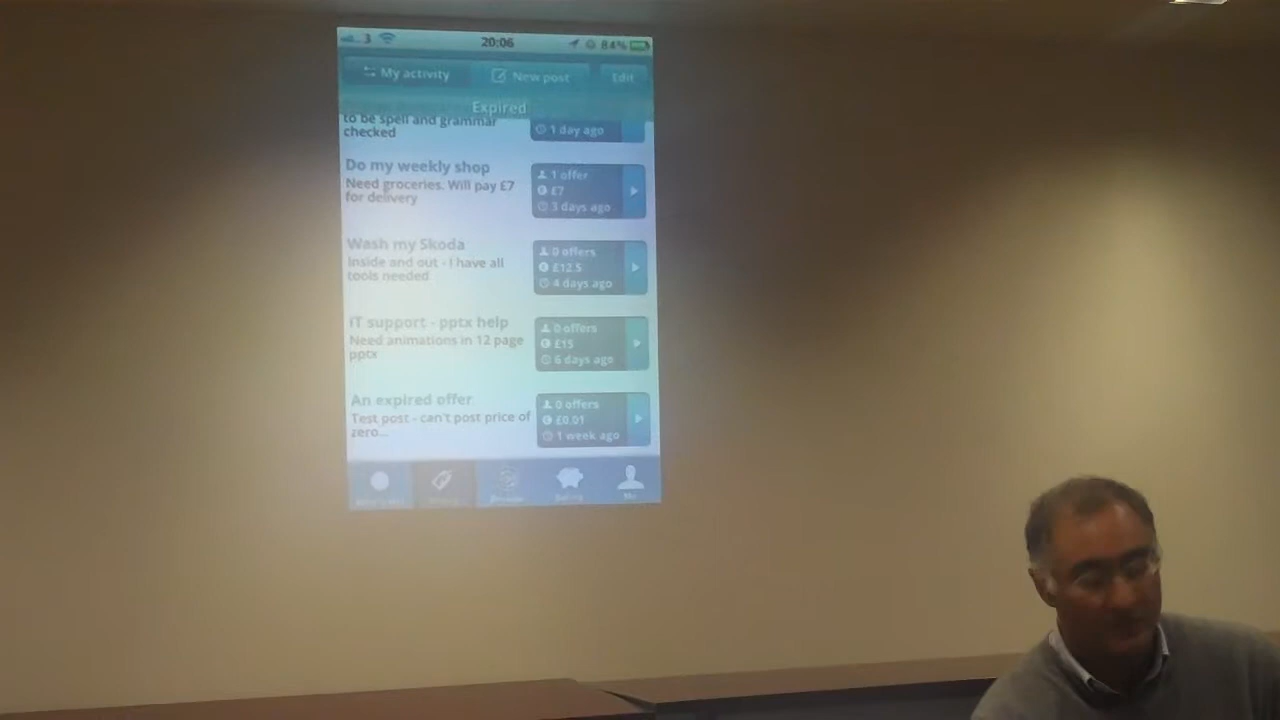 3 20:06 84%
My activity New post Edit
Expired
to be spell and grammar
checked
1 day ago
Do my weekly shop
Need groceries. Will pay £7
for delivery
1 offer
£7
3 days ago
Wash my Skoda
Inside and out - I have all
tools needed
0 offers
£12.5
4 days ago
IT support - pptx help
Need animations in 12 page
pptx
0 offers
£15
6 days ago
An expired offer
Test post - can't post price of
zero...
0 offers
£0.01
1 week ago
Me